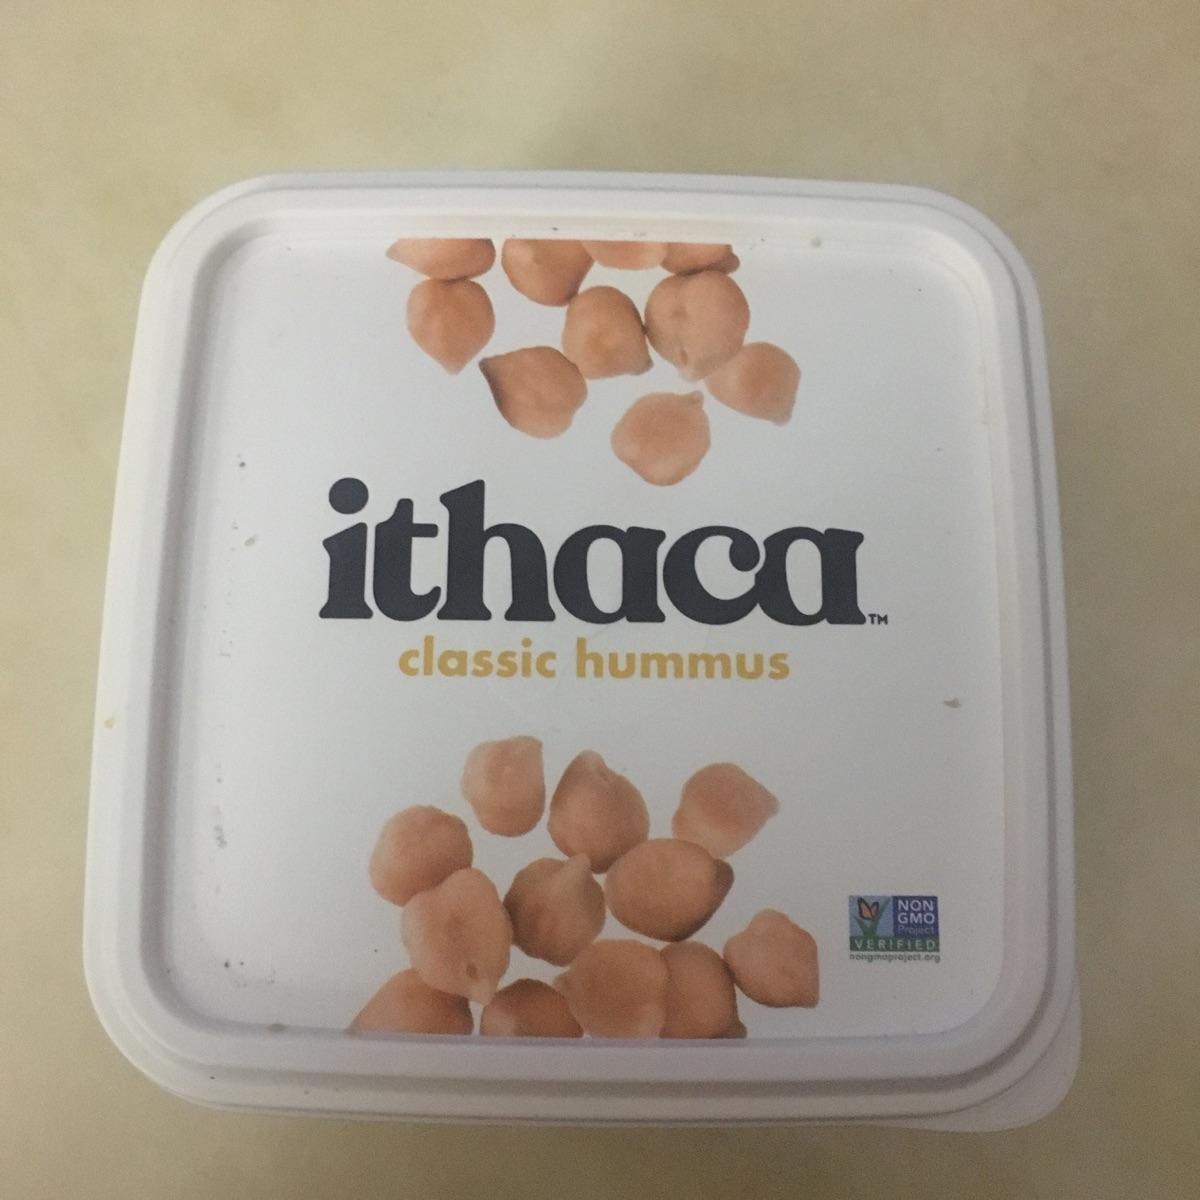 ithaca™
classic hummus
NON
GMO
Project
VERIFIED
nongmoproject.org